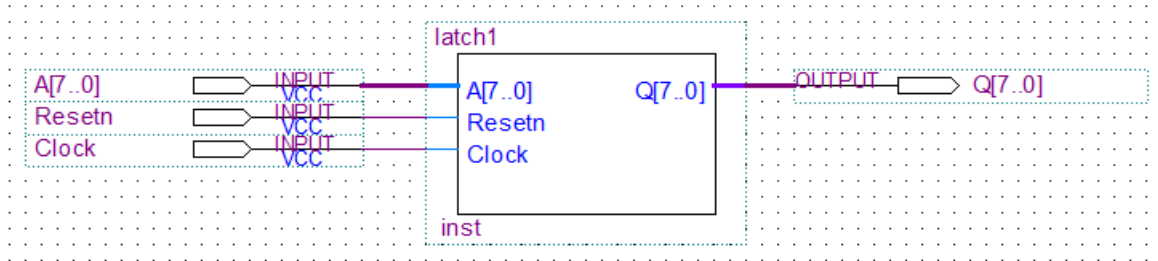 latch1
A[7..0] INPUT VCC A[7..0] Q[7..0] OUTPUT Q[7..0]
Resetn INPUT VCC Resetn
Clock INPUT VCC Clock
inst